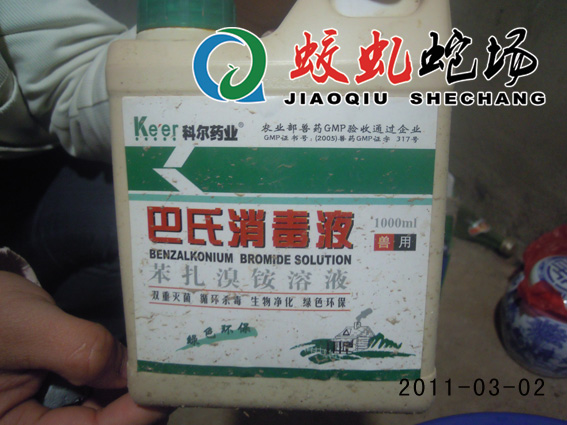 蛟虬蛇场
JIAOQIU SHECHANG
Ke'er 科尔药业®
农业部兽药GMP验收通过企业
GMP证书号:(2005)兽药GMP证字 317号
巴氏消毒液
1000ml
兽用
BENZALKONIUM BROMIDE SOLUTION
苯扎溴铵溶液
双重灭菌 循环杀毒 生物净化 绿色环保
绿色环保
2011-03-02